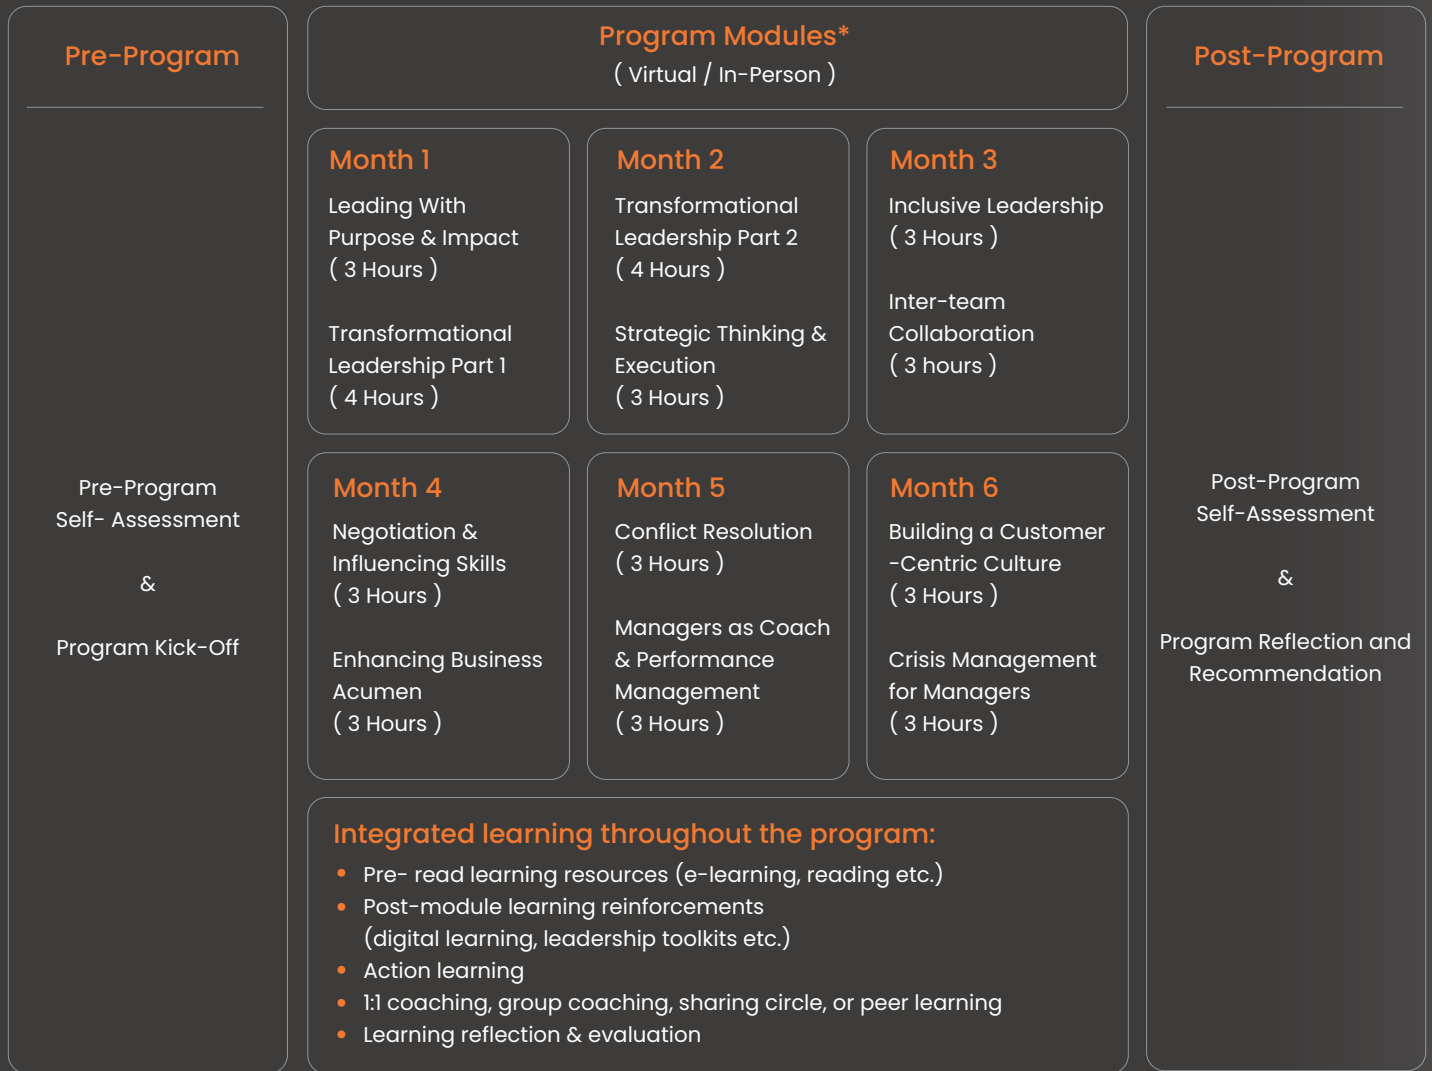 Pre-Program
Pre-Program
Self- Assessment
&
Program Kick-Off
Program Modules*
( Virtual / In-Person )
Month 1
Leading With
Purpose & Impact
( 3 Hours )
Transformational
Leadership Part 1
( 4 Hours )
Month 2
Transformational
Leadership Part 2
( 4 Hours )
Strategic Thinking &
Execution
( 3 Hours )
Month 3
Inclusive Leadership
( 3 Hours )
Inter-team
Collaboration
( 3 hours )
Month 4
Negotiation &
Influencing Skills
( 3 Hours )
Enhancing Business
Acumen
( 3 Hours )
Month 5
Conflict Resolution
( 3 Hours )
Managers as Coach
& Performance
Management
( 3 Hours )
Month 6
Building a Customer
-Centric Culture
( 3 Hours )
Crisis Management
for Managers
( 3 Hours )
Integrated learning throughout the program:
• Pre- read learning resources (e-learning, reading etc.)
• Post-module learning reinforcements
(digital learning, leadership toolkits etc.)
• Action learning
• 1:1 coaching, group coaching, sharing circle, or peer learning
• Learning reflection & evaluation
Post-Program
Post-Program
Self-Assessment
&
Program Reflection and
Recommendation